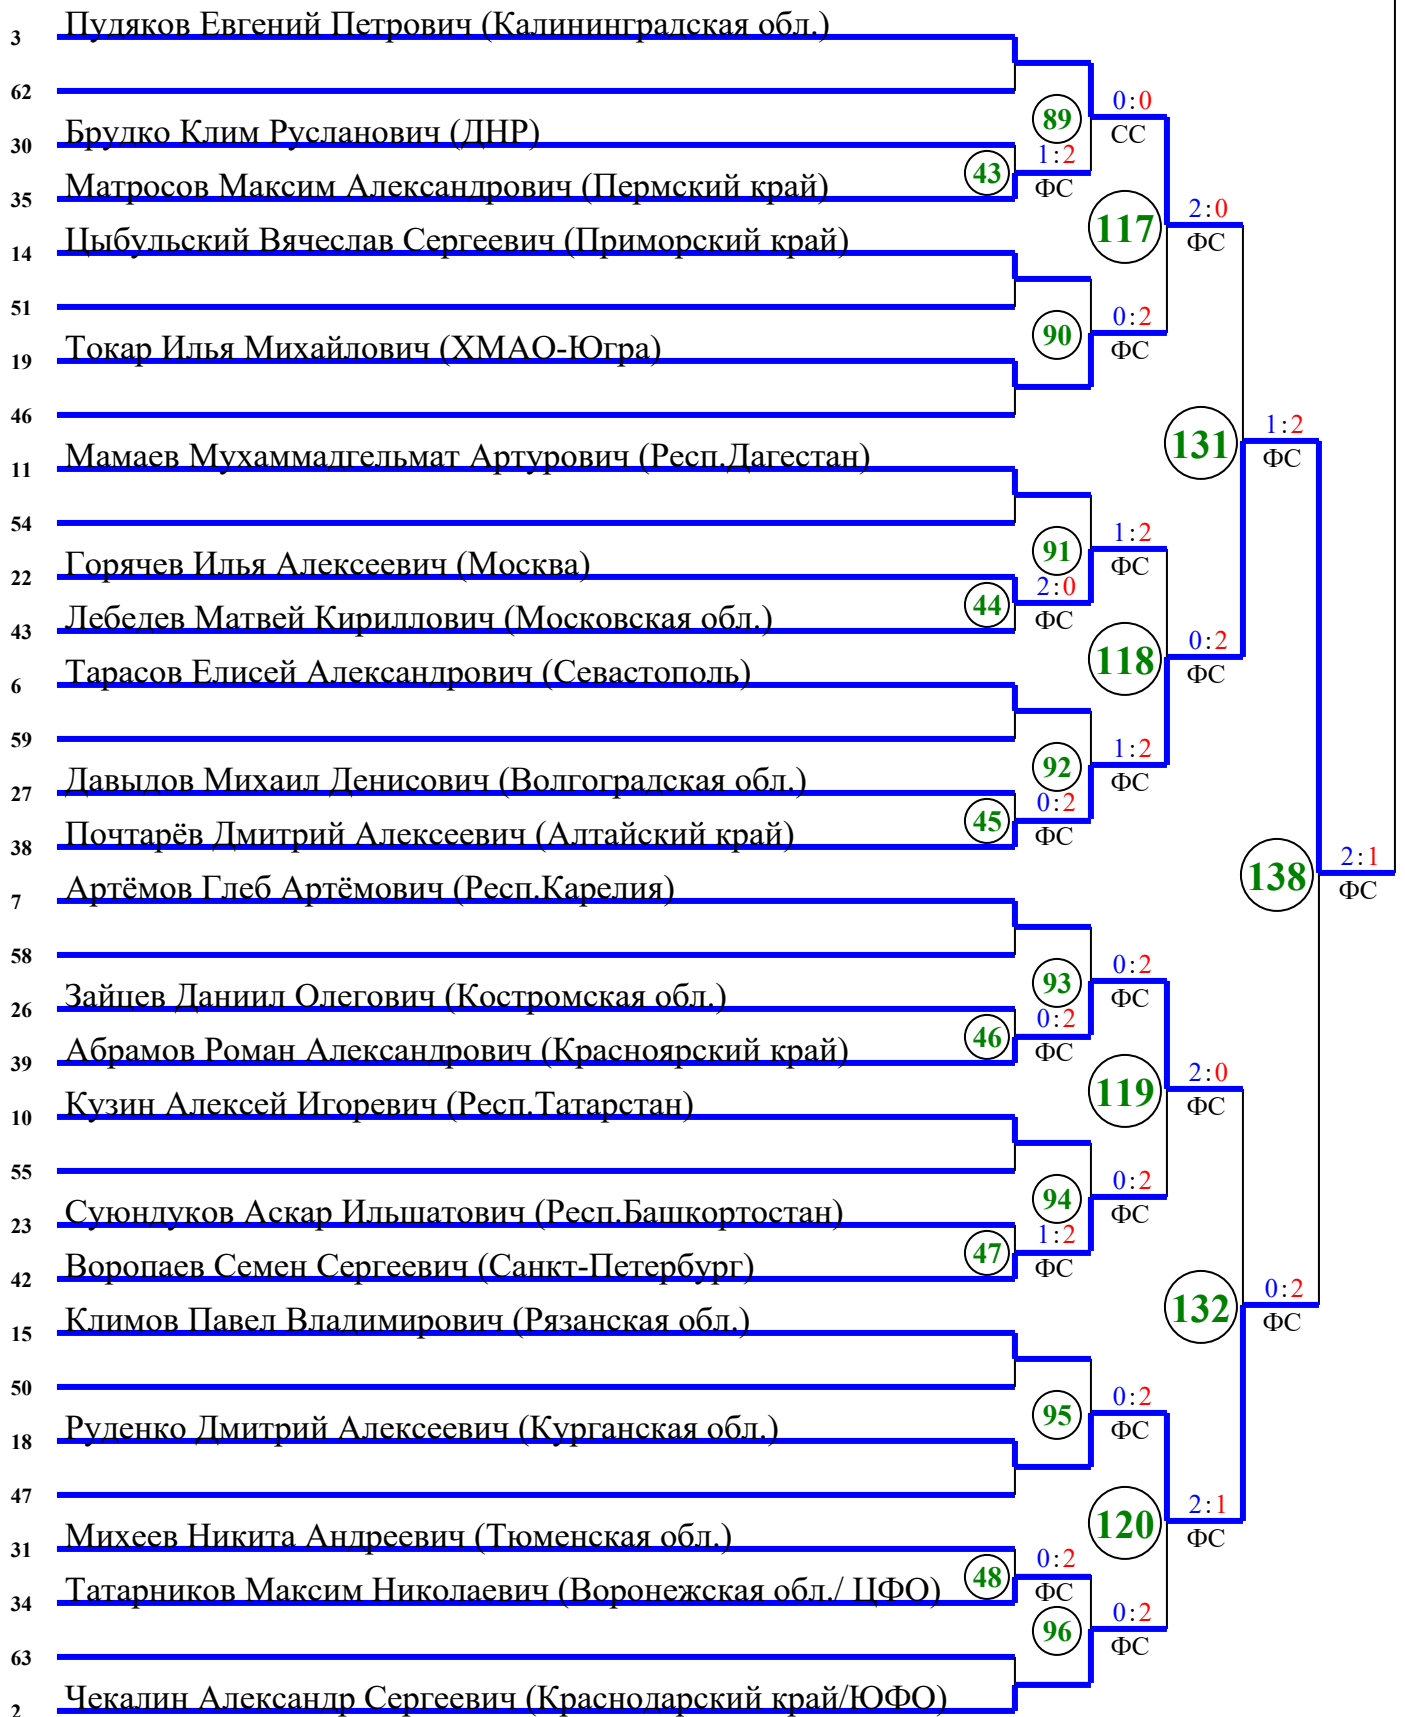 3 Пудяков Евгений Петрович (Калининградская обл.)
62
0:0
89
СС
30 Брудко Клим Русланович (ДНР)
1:2
43
ФС
35 Матросов Максим Александрович (Пермский край)
2:0
117
ФС
14 Цыбульский Вячеслав Сергеевич (Приморский край)
51
0:2
90
ФС
19 Токар Илья Михайлович (ХМАО-Югра)
46
1:2
131
ФС
11 Мамаев Мухаммадгельмат Артурович (Респ.Дагестан)
54
1:2
91
ФС
22 Горячев Илья Алексеевич (Москва)
2:0
44
ФС
43 Лебедев Матвей Кириллович (Московская обл.)
0:2
118
ФС
6 Тарасов Елисей Александрович (Севастополь)
59
1:2
92
ФС
27 Давыдов Михаил Денисович (Волгоградская обл.)
0:2
45
ФС
38 Почтарёв Дмитрий Алексеевич (Алтайский край)
2:1
138
ФС
7 Артёмов Глеб Артёмович (Респ.Карелия)
58
0:2
93
ФС
26 Зайцев Даниил Олегович (Костромская обл.)
0:2
46
ФС
39 Абрамов Роман Александрович (Красноярский край)
2:0
119
ФС
10 Кузин Алексей Игоревич (Респ.Татарстан)
55
0:2
94
ФС
23 Суюндуков Аскар Ильшатович (Респ.Башкортостан)
1:2
47
ФС
42 Воропаев Семен Сергеевич (Санкт-Петербург)
0:2
132
ФС
15 Климов Павел Владимирович (Рязанская обл.)
50
0:2
95
ФС
18 Руденко Дмитрий Алексеевич (Курганская обл.)
47
2:1
120
ФС
31 Михеев Никита Андреевич (Тюменская обл.)
0:2
48
ФС
34 Татарников Максим Николаевич (Воронежская обл./ ЦФО)
0:2
96
ФС
63
2 Чекалин Александр Сергеевич (Краснодарский край/ЮФО)